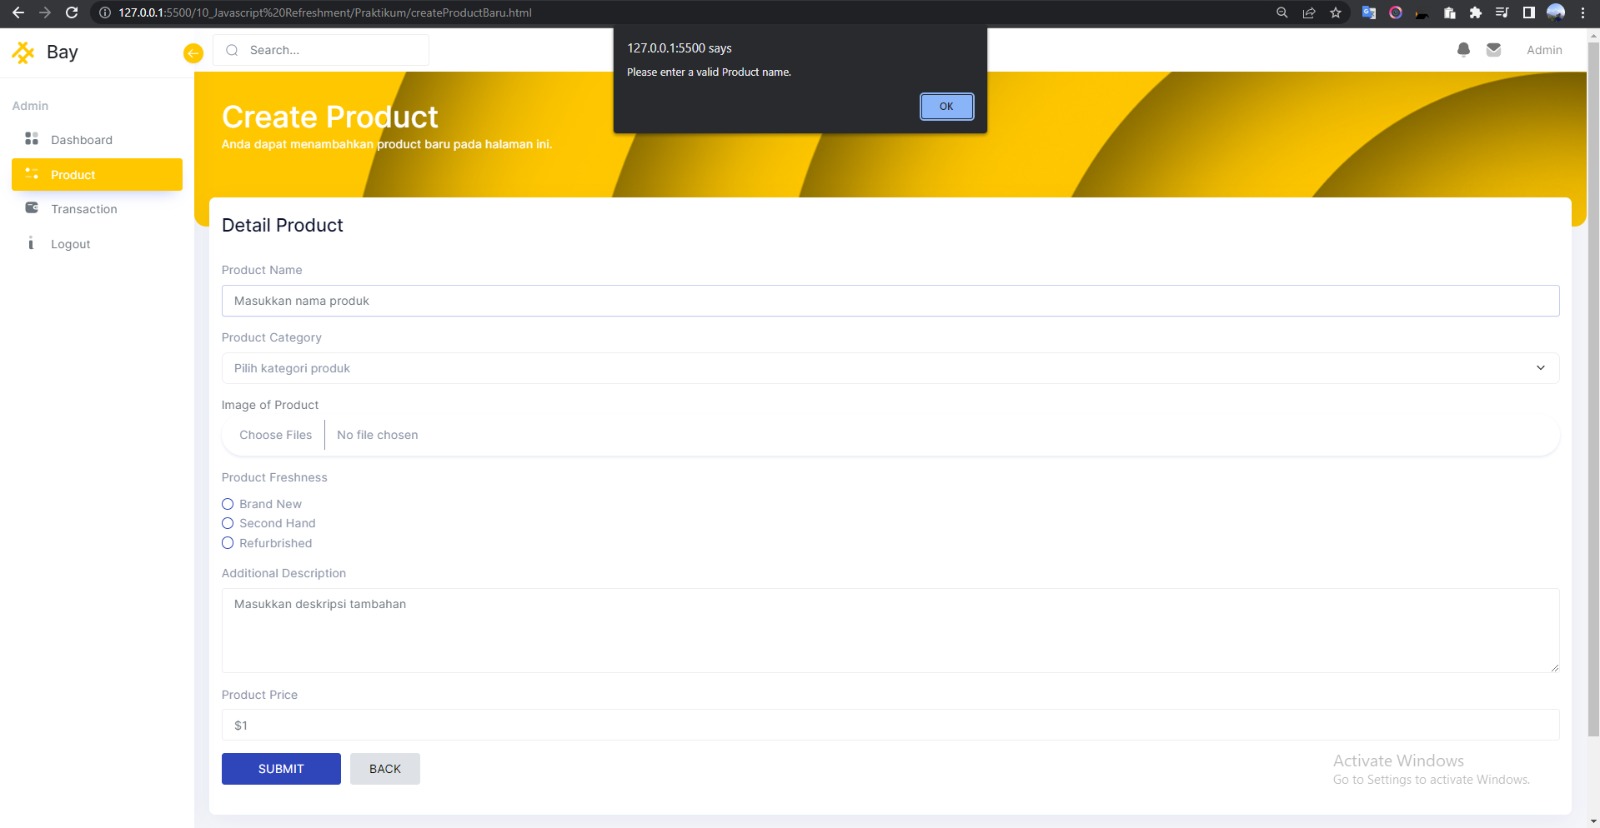 127.0.0.1:5500/10_Javascript%20Refreshment/Praktikum/createProductBaru.html
Bay
Search...
127.0.0.1:5500 says
Please enter a valid Product name.
OK
Admin
Admin
Dashboard
Product
Transaction
Logout
Create Product
Anda dapat menambahkan product baru pada halaman ini.
Detail Product
Product Name
Masukkan nama produk
Product Category
Pilih kategori produk
Image of Product
Choose Files No file chosen
Product Freshness
Brand New
Second Hand
Refurbrished
Additional Description
Masukkan deskripsi tambahan
Product Price
$1
SUBMIT BACK
Activate Windows
Go to Settings to activate Windows.